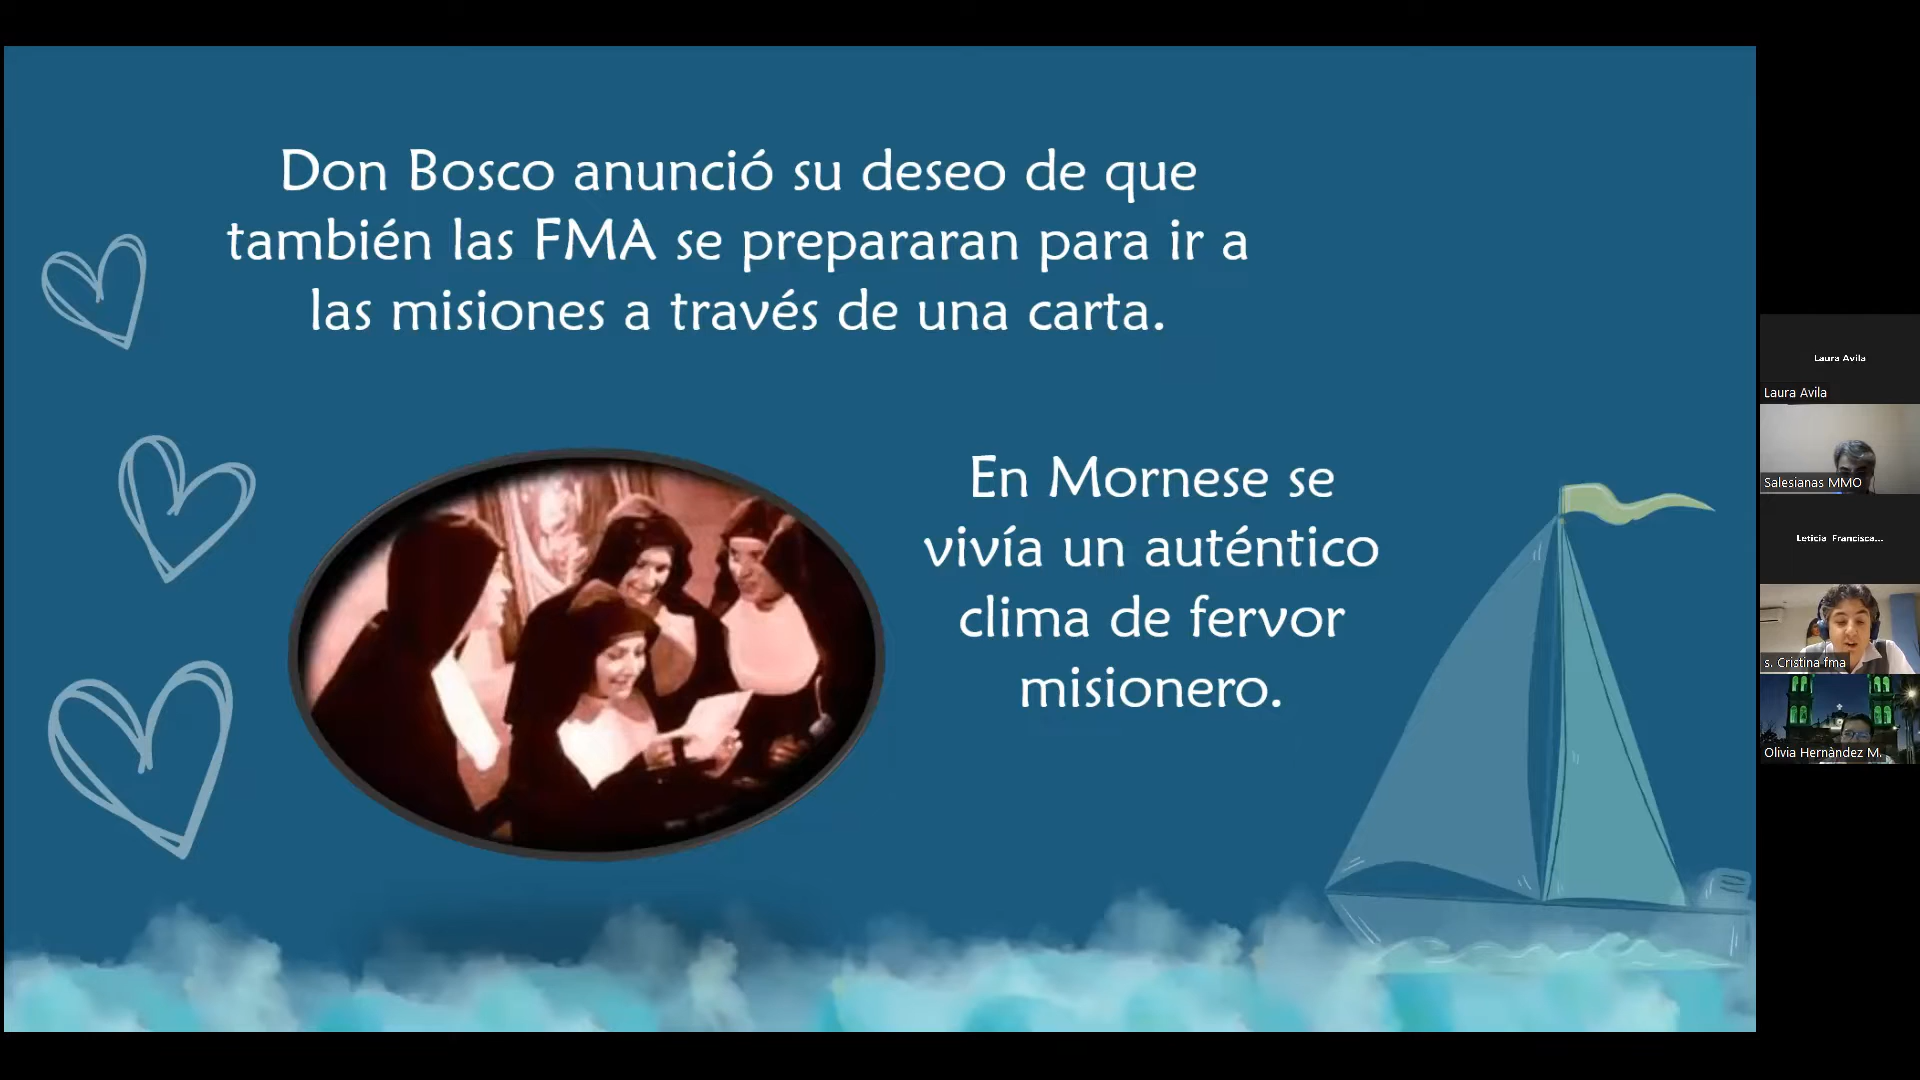 Don Bosco anunció su deseo de que
también las FMA se prepararan para ir a
las misiones a través de una carta.
En Mornese se
vivía un auténtico
clima de fervor
misionero.
Laura Avila
Laura Avila
Salesianas MMO
Leticia Francisca...
s. Cristina fma
Olivia Hernàndez M.